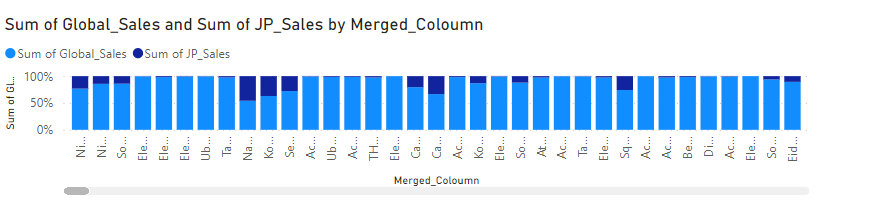 Sum of Global_Sales and Sum of JP_Sales by Merged_Coloumn
Sum of Global_Sales Sum of JP_Sales
100%
50%
0%
Sum of Gl...
Ni... Ni... So... Ele... Ele... Ele... Ub... Ta... Na... Ko... Se... Ac... Ub... Ac... TH... Ele... Ca... Ca... Ac... Ko... Ele... So... At... Ac... Ta... Ele... Sq... Ac... Ac... Be... Di... Ac... Ele... So... Eid...
Merged_Coloumn